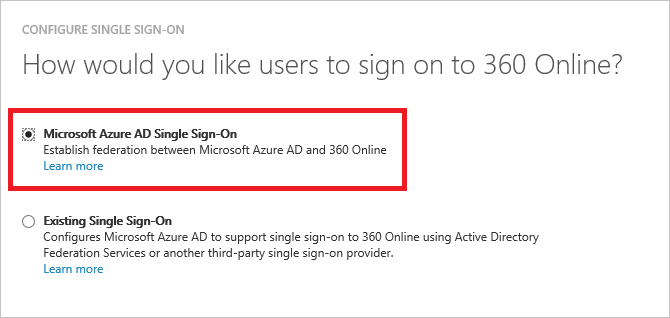 CONFIGURE SINGLE SIGN-ON
How would you like users to sign on to 360 Online?
Microsoft Azure AD Single Sign-On
Establish federation between Microsoft Azure AD and 360 Online
Learn more
Existing Single Sign-On
Configures Microsoft Azure AD to support single sign-on to 360 Online using Active Directory
Federation Services or another third-party single sign-on provider.
Learn more